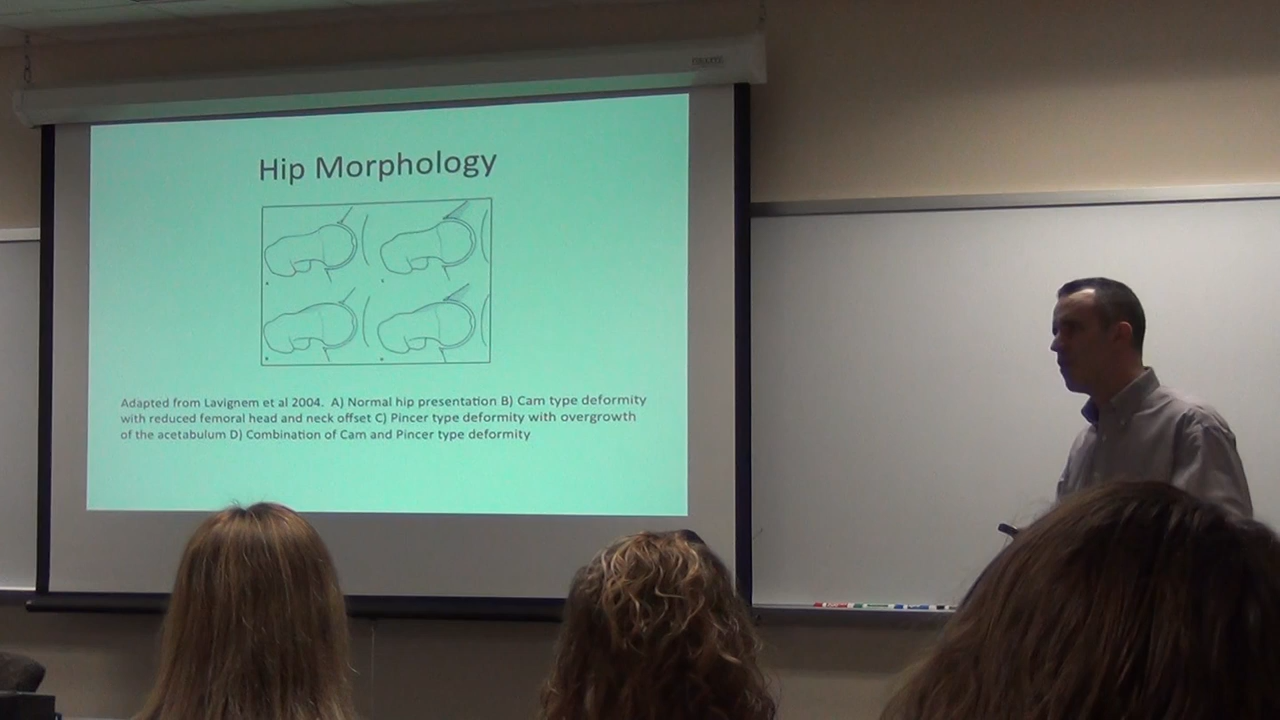 Hip Morphology
Adapted from Lavignem et al 2004. A) Normal hip presentation B) Cam type deformity
with reduced femoral head and neck offset C) Pincer type deformity with overgrowth
of the acetabulum D) Combination of Cam and Pincer type deformity